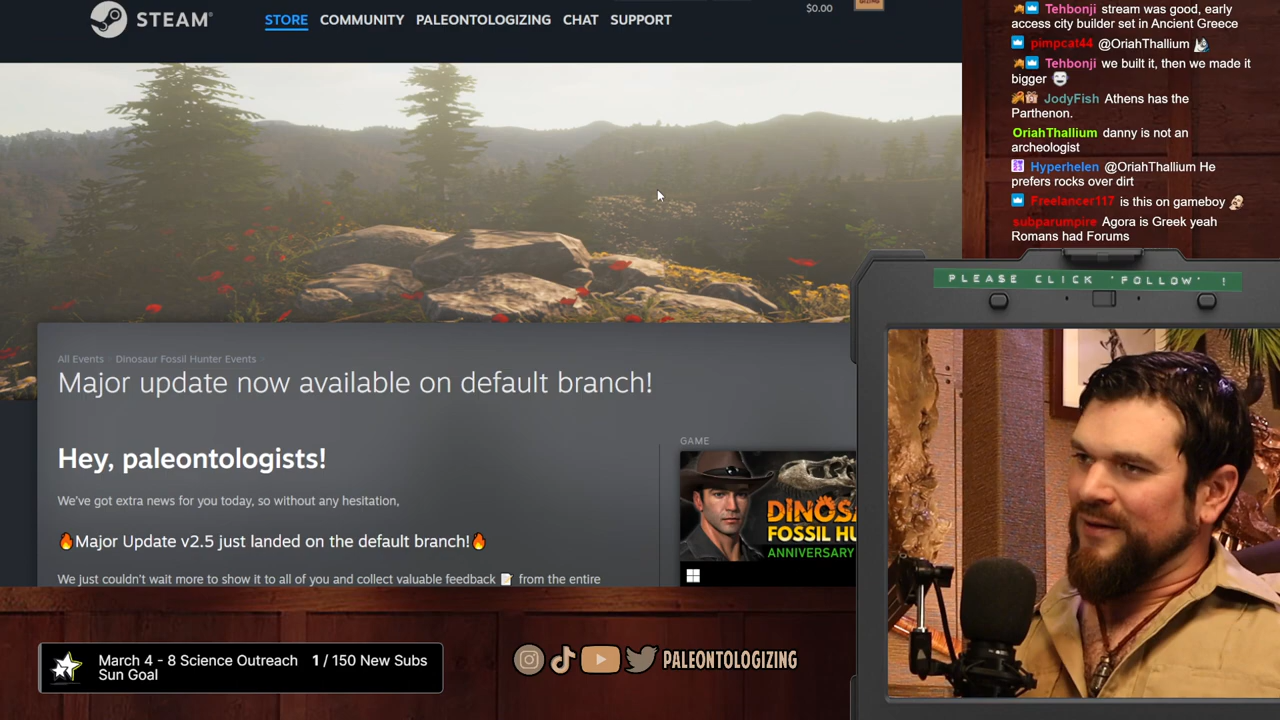 STEAM®
STORE COMMUNITY PALEONTOLOGIZING CHAT SUPPORT
$0.00
Tehbonji stream was good, early
access city builder set in Ancient Greece
pimpcat44 @OriahThallium
Tehbonji we built it, then we made it
bigger
JodyFish Athens has the
Parthenon.
OriahThallium danny is not an
archeologist
Hyperhelen @OriahThallium He
prefers rocks over dirt
Freelancer117 is this on gameboy
subparumpire Agora is Greek yeah
Romans had Forums
PLEASE CLICK 'FOLLOW' !
All Events Dinosaur Fossil Hunter Events
Major update now available on default branch!
Hey, paleontologists!
We've got extra news for you today, so without any hesitation,
🔥Major Update v2.5 just landed on the default branch!🔥
We just couldn't wait more to show it to all of you and collect valuable feedback 📝 from the entire
GAME
DINOSA
FOSSIL HU
ANNIVERSARY
March 4 - 8 Science Outreach 1 / 150 New Subs
Sun Goal
PALEONTOLOGIZING